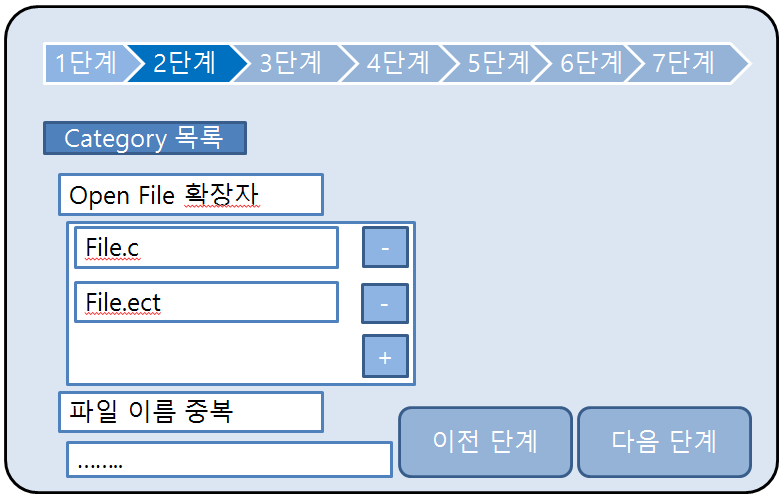 1단계 2단계 3단계 4단계 5단계 6단계 7단계
Category 목록
Open File 확장자
File.c -
File.ect -
+
파일 이름 중복
........
이전 단계 다음 단계